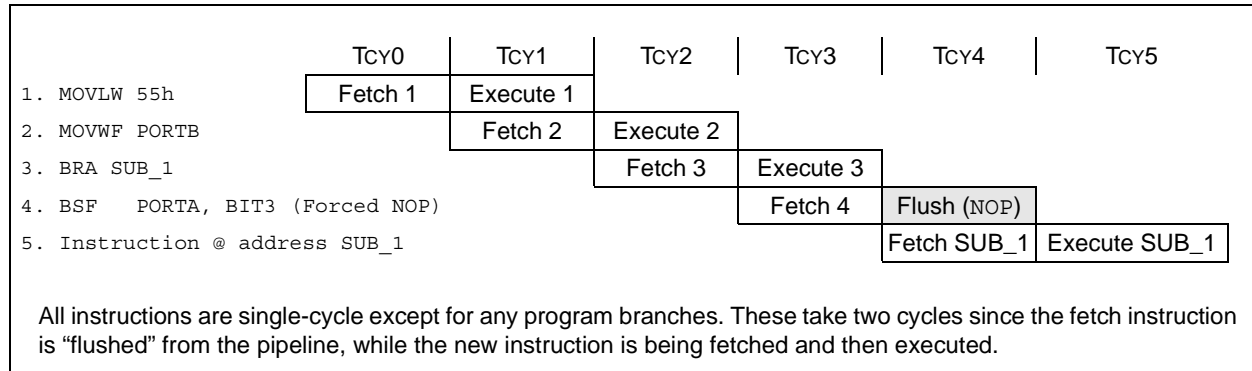 TCY0 TCY1 TCY2 TCY3 TCY4 TCY5
1. MOVLW 55h Fetch 1 Execute 1
2. MOVWF PORTB Fetch 2 Execute 2
3. BRA SUB_1 Fetch 3 Execute 3
4. BSF PORTA, BIT3 (Forced NOP) Fetch 4 Flush (NOP)
5. Instruction @ address SUB_1 Fetch SUB_1 Execute SUB_1
All instructions are single-cycle except for any program branches. These take two cycles since the fetch instruction
is “flushed” from the pipeline, while the new instruction is being fetched and then executed.